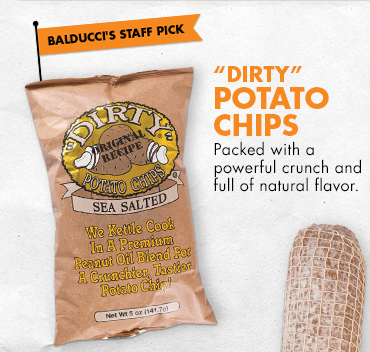 BALDUCCI'S STAFF PICK
"DIRTY"
POTATO
CHIPS
Packed with a
powerful crunch and
full of natural flavor.
"DIRTY"
ORIGINAL
RECIPE
POTATO CHIPS
SEA SALTED
We Kettle Cook
In A Premium
Peanut Oil Blend For
A Crunchier, Tastier
Potato Chip!
Net Wt 5 oz (141.7g)